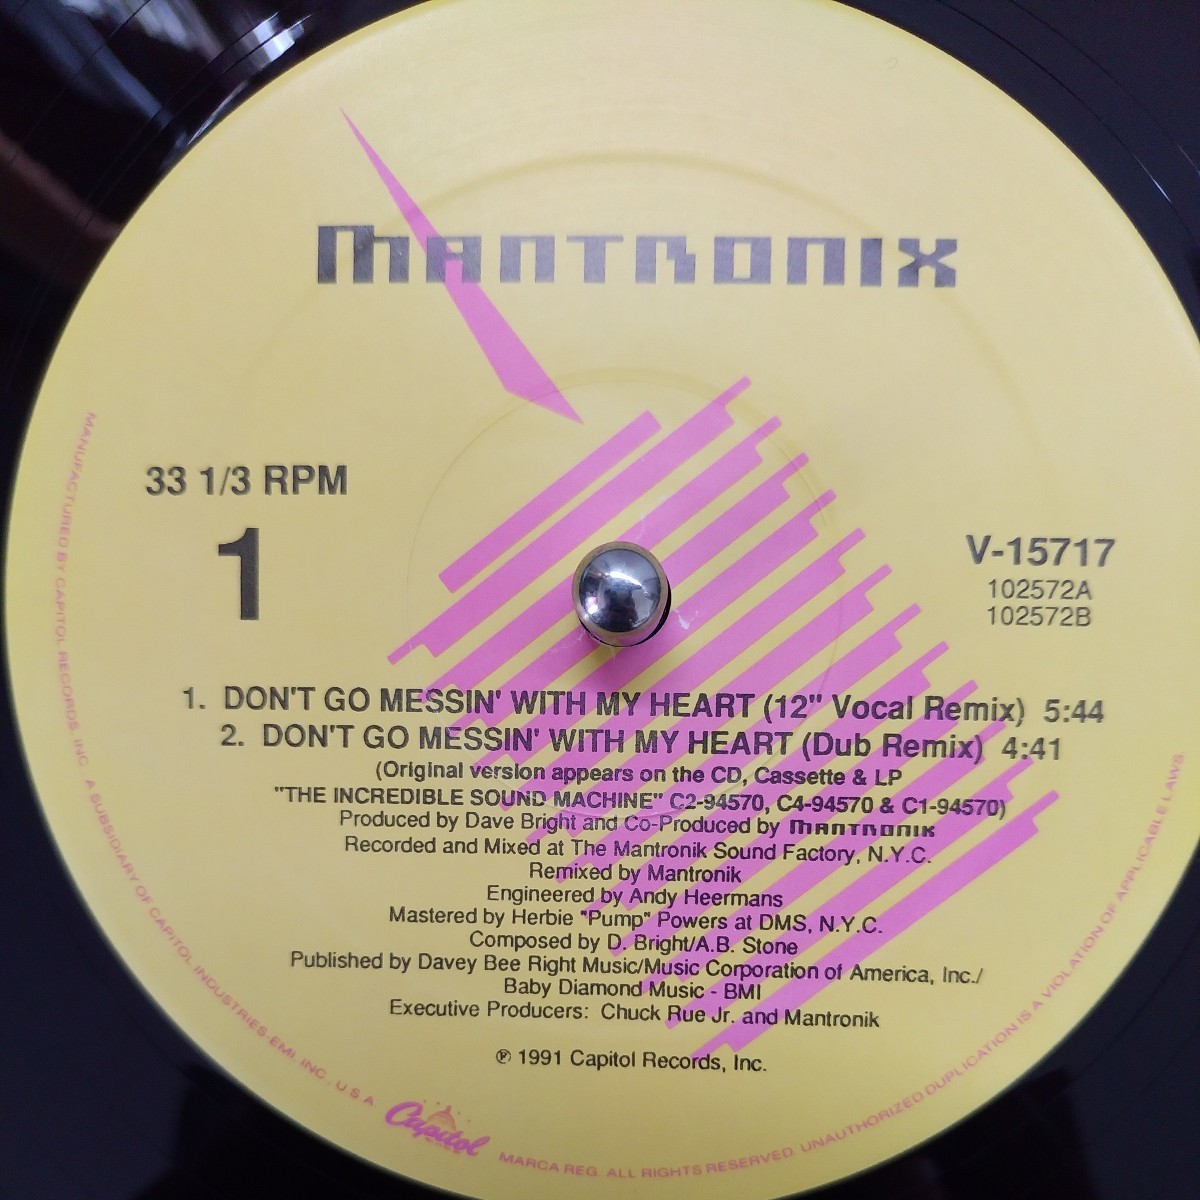 MANTRONIX
33 1/3 RPM
1
V-15717
102572A
102572B
1. DON'T GO MESSIN' WITH MY HEART (12" Vocal Remix) 5:44
2. DON'T GO MESSIN' WITH MY HEART (Dub Remix) 4:41
(Original version appears on the CD, Cassette & LP
"THE INCREDIBLE SOUND MACHINE" C2-94570, C4-94570 & C1-94570)
Produced by Dave Bright and Co-Produced by MANTRONIK
Recorded and Mixed at The Mantronik Sound Factory, N.Y.C.
Remixed by Mantronik
Engineered by Andy Heermans
Mastered by Herbie "Pump" Powers at DMS, N.Y.C.
Composed by D. Bright/A.B. Stone
Published by Davey Bee Right Music/Music Corporation of America, Inc./
Baby Diamond Music - BMI
Executive Producers: Chuck Rue Jr. and Mantronik
℗ 1991 Capitol Records, Inc.
MANUFACTURED BY CAPITOL RECORDS, INC. A SUBSIDIARY OF CAPITOL INDUSTRIES-EMI, INC., U.S.A.
Capitol
MARCA REG. ALL RIGHTS RESERVED. UNAUTHORIZED DUPLICATION IS A VIOLATION OF APPLICABLE LAWS